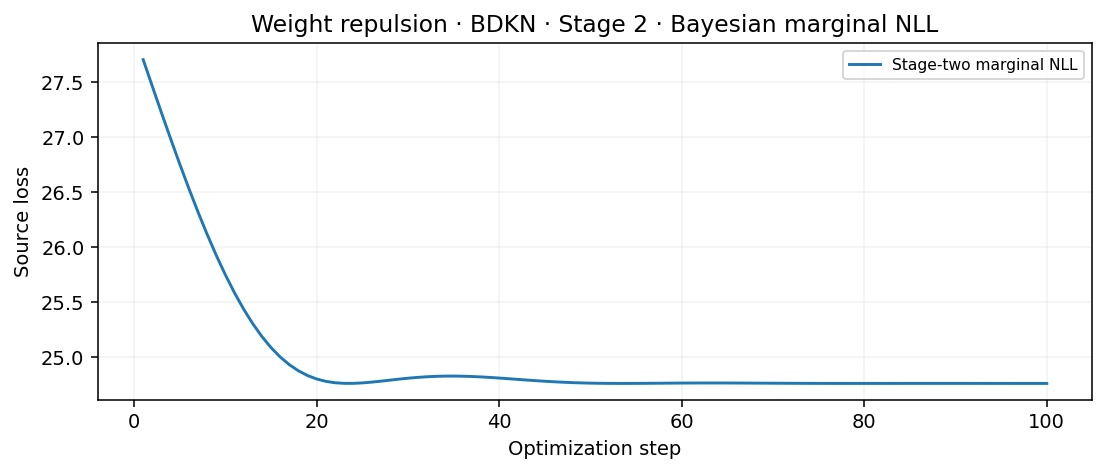 Weight repulsion · BDKN · Stage 2 · Bayesian marginal NLL
Stage-two marginal NLL
Source loss
27.5
27.0
26.5
26.0
25.5
25.0
0 20 40 60 80 100
Optimization step